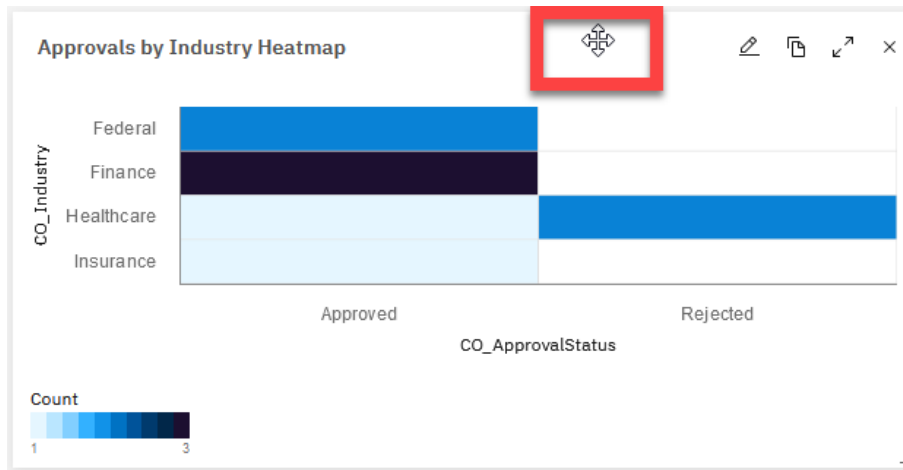 Approvals by Industry Heatmap
Federal
Finance
Healthcare
Insurance
CO_Industry
Approved Rejected
CO_ApprovalStatus
Count
1 3